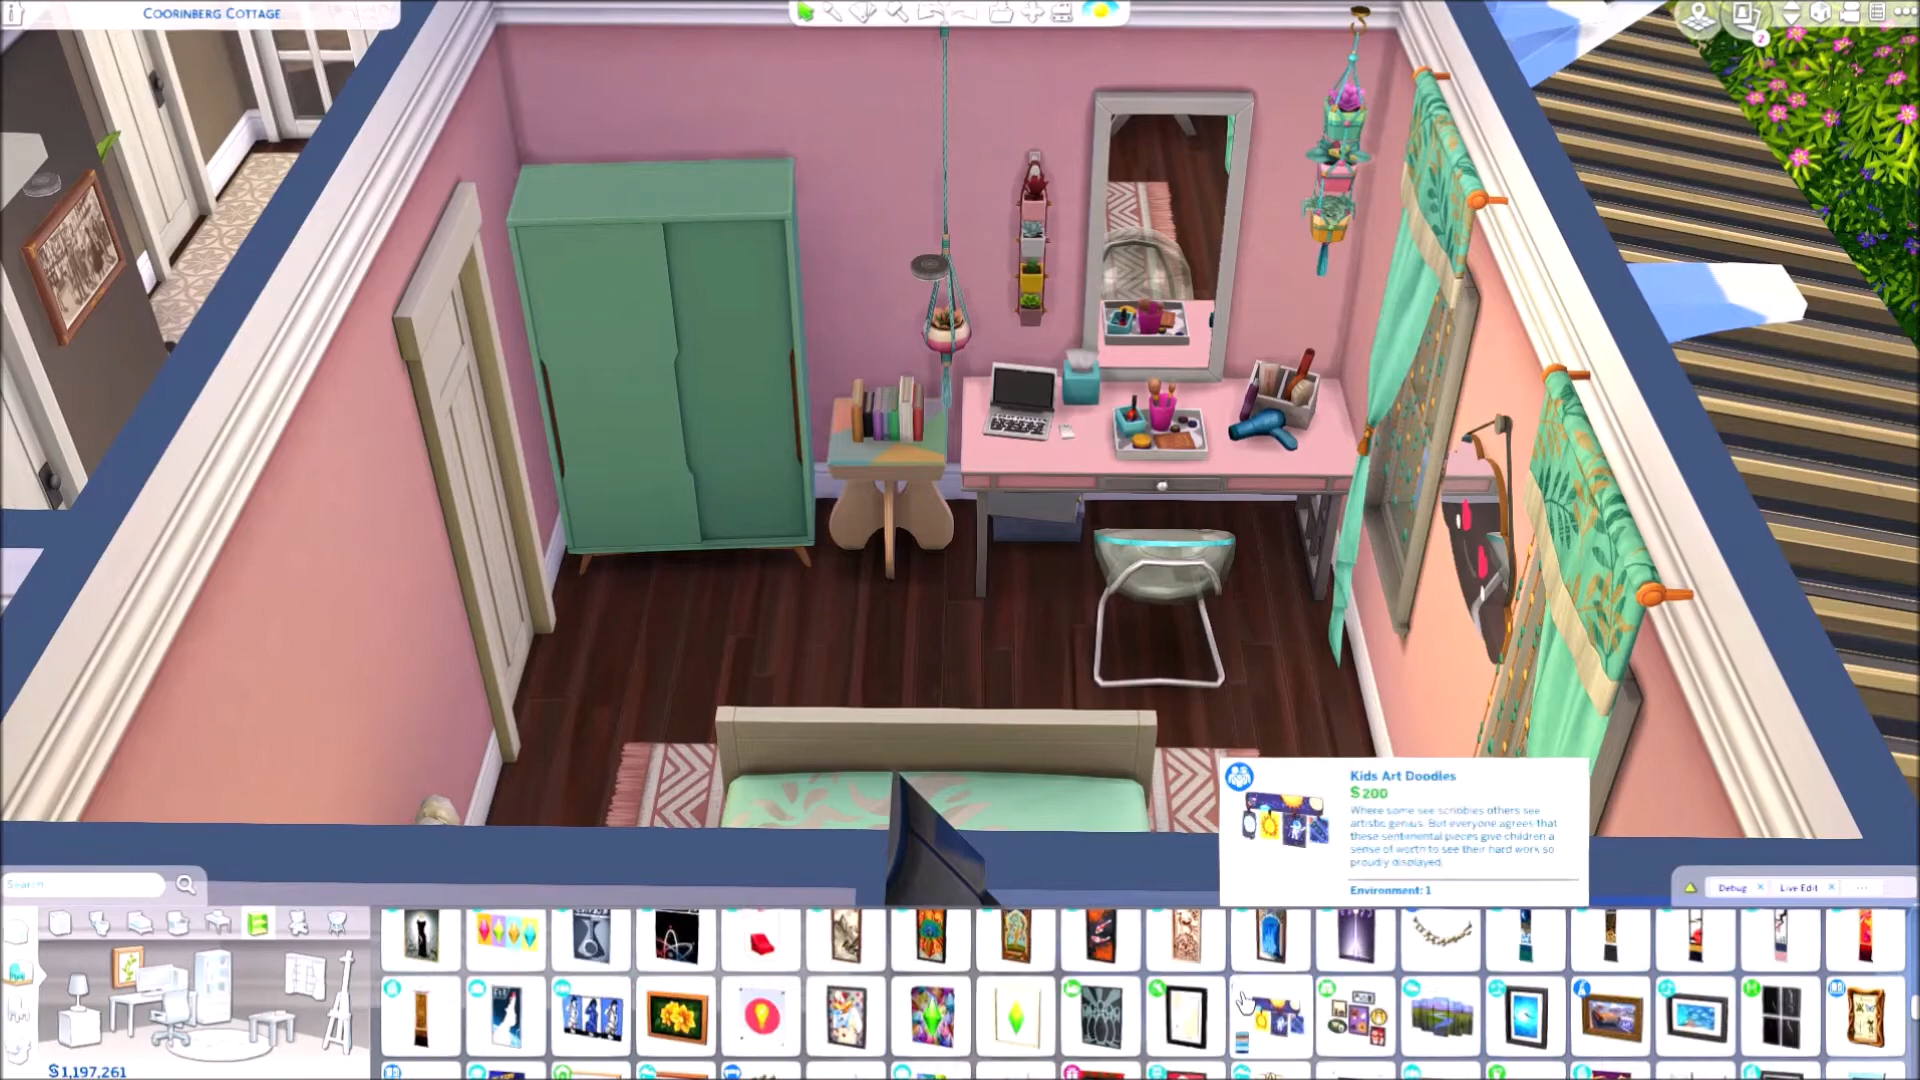 COORINBERG COTTAGE
2
Kids Art Doodles
$200
Where some see scribbles others see
artistic genius. But everyone agrees that
these sentimental pieces give children a
sense of worth to see their hard work so
proudly displayed.
Environment: 1
Search
Debug
Live Edit
$1,197,261